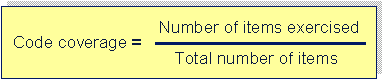 Number of items exercised
Code coverage =
Total number of items